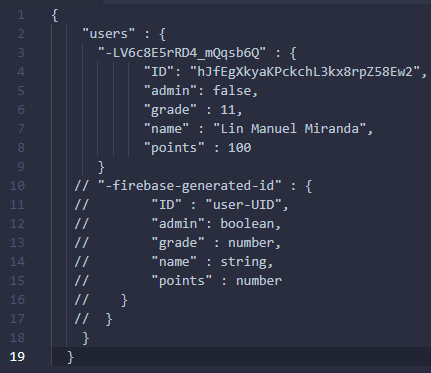 1 {
2 "users" : {
3 "-LV6c8E5rRD4_mQqsb6Q" : {
4 "ID": "hJfEgXkyaKPckchL3kx8rpZ58Ew2",
5 "admin": false,
6 "grade" : 11,
7 "name" : "Lin Manuel Miranda",
8 "points" : 100
9 }
10 // "-firebase-generated-id" : {
11 // "ID" : "user-UID",
12 // "admin": boolean,
13 // "grade" : number,
14 // "name" : string,
15 // "points" : number
16 // }
17 // }
18 }
19 }